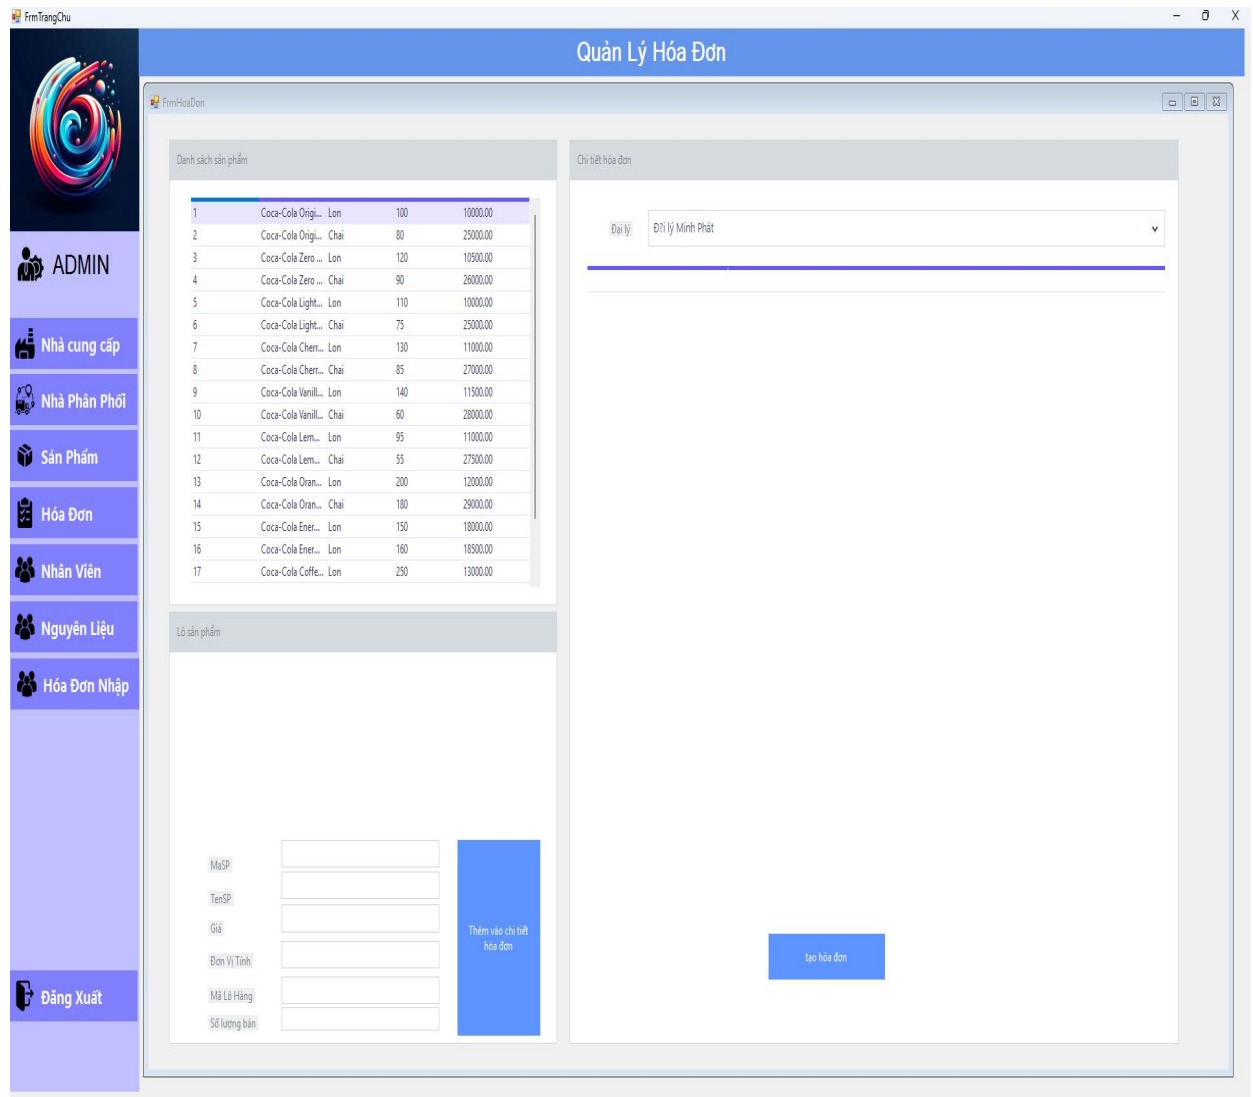 FrmTrangChu
Quản Lý Hóa Đơn
ADMIN
Nhà cung cấp
Nhà Phân Phối
Sản Phẩm
Hóa Đơn
Nhân Viên
Nguyên Liệu
Hóa Đơn Nhập
Đăng Xuất
FrmHoaDon
Danh sách sản phẩm
1 Coca-Cola Origi... Lon 100 10000.00
2 Coca-Cola Origi... Chai 80 25000.00
3 Coca-Cola Zero ... Lon 120 10500.00
4 Coca-Cola Zero ... Chai 90 26000.00
5 Coca-Cola Light... Lon 110 10000.00
6 Coca-Cola Light... Chai 75 25000.00
7 Coca-Cola Cherr... Lon 130 11000.00
8 Coca-Cola Cherr... Chai 85 27000.00
9 Coca-Cola Vanill... Lon 140 11500.00
10 Coca-Cola Vanill... Chai 60 28000.00
11 Coca-Cola Lem... Lon 95 11000.00
12 Coca-Cola Lem... Chai 55 27500.00
13 Coca-Cola Oran... Lon 200 12000.00
14 Coca-Cola Oran... Chai 180 29000.00
15 Coca-Cola Ener... Lon 150 18000.00
16 Coca-Cola Ener... Lon 160 18500.00
17 Coca-Cola Coffe... Lon 250 13000.00
Lô sản phẩm
MaSP
TenSP
Giá
Đơn Vị Tính
Mã Lô Hàng
Số lượng bán
Thêm vào chi tiết
hóa đơn
Chi tiết hóa đơn
Đại lý Đ?i lý Minh Phát
tạo hóa đơn